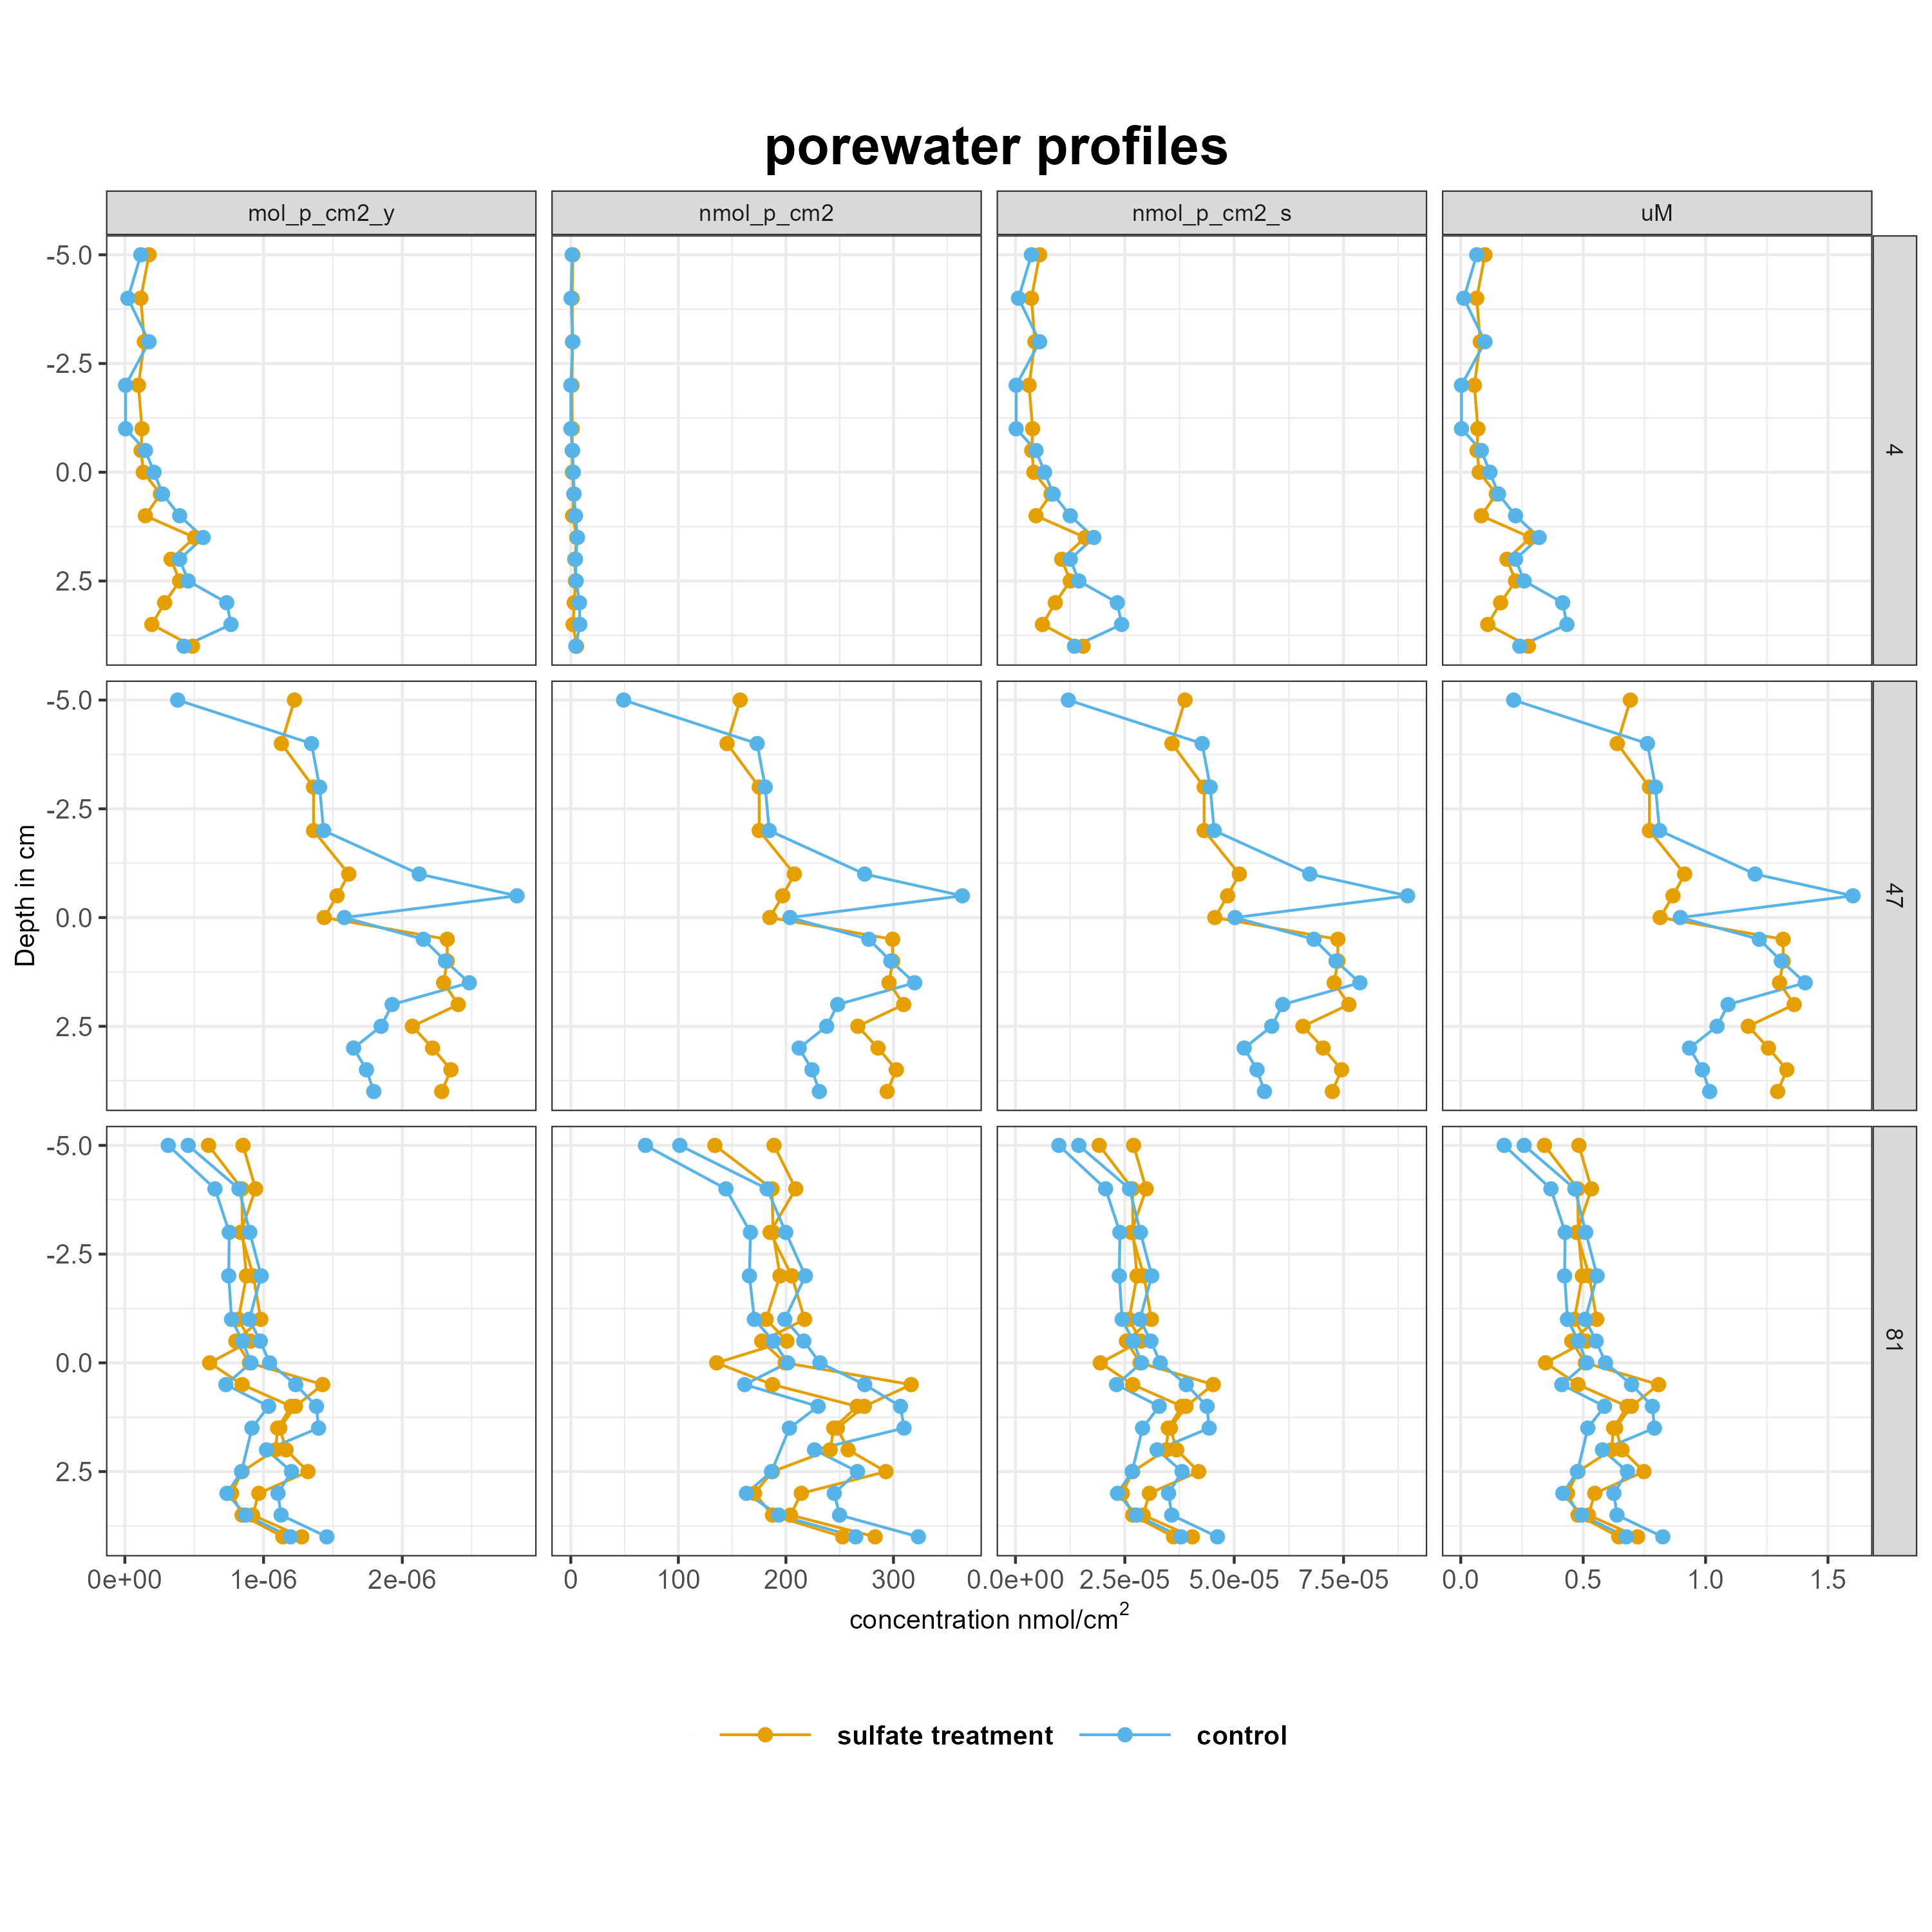 porewater profiles
mol_p_cm2_y nmol_p_cm2 nmol_p_cm2_s uM
-5.0
-2.5
0.0
2.5
4
-5.0
-2.5
0.0
2.5
47
-5.0
-2.5
0.0
2.5
81
Depth in cm
0e+00 1e-06 2e-06 0 100 200 300 0.0e+00 2.5e-05 5.0e-05 7.5e-05 0.0 0.5 1.0 1.5
concentration nmol/cm²
sulfate treatment control